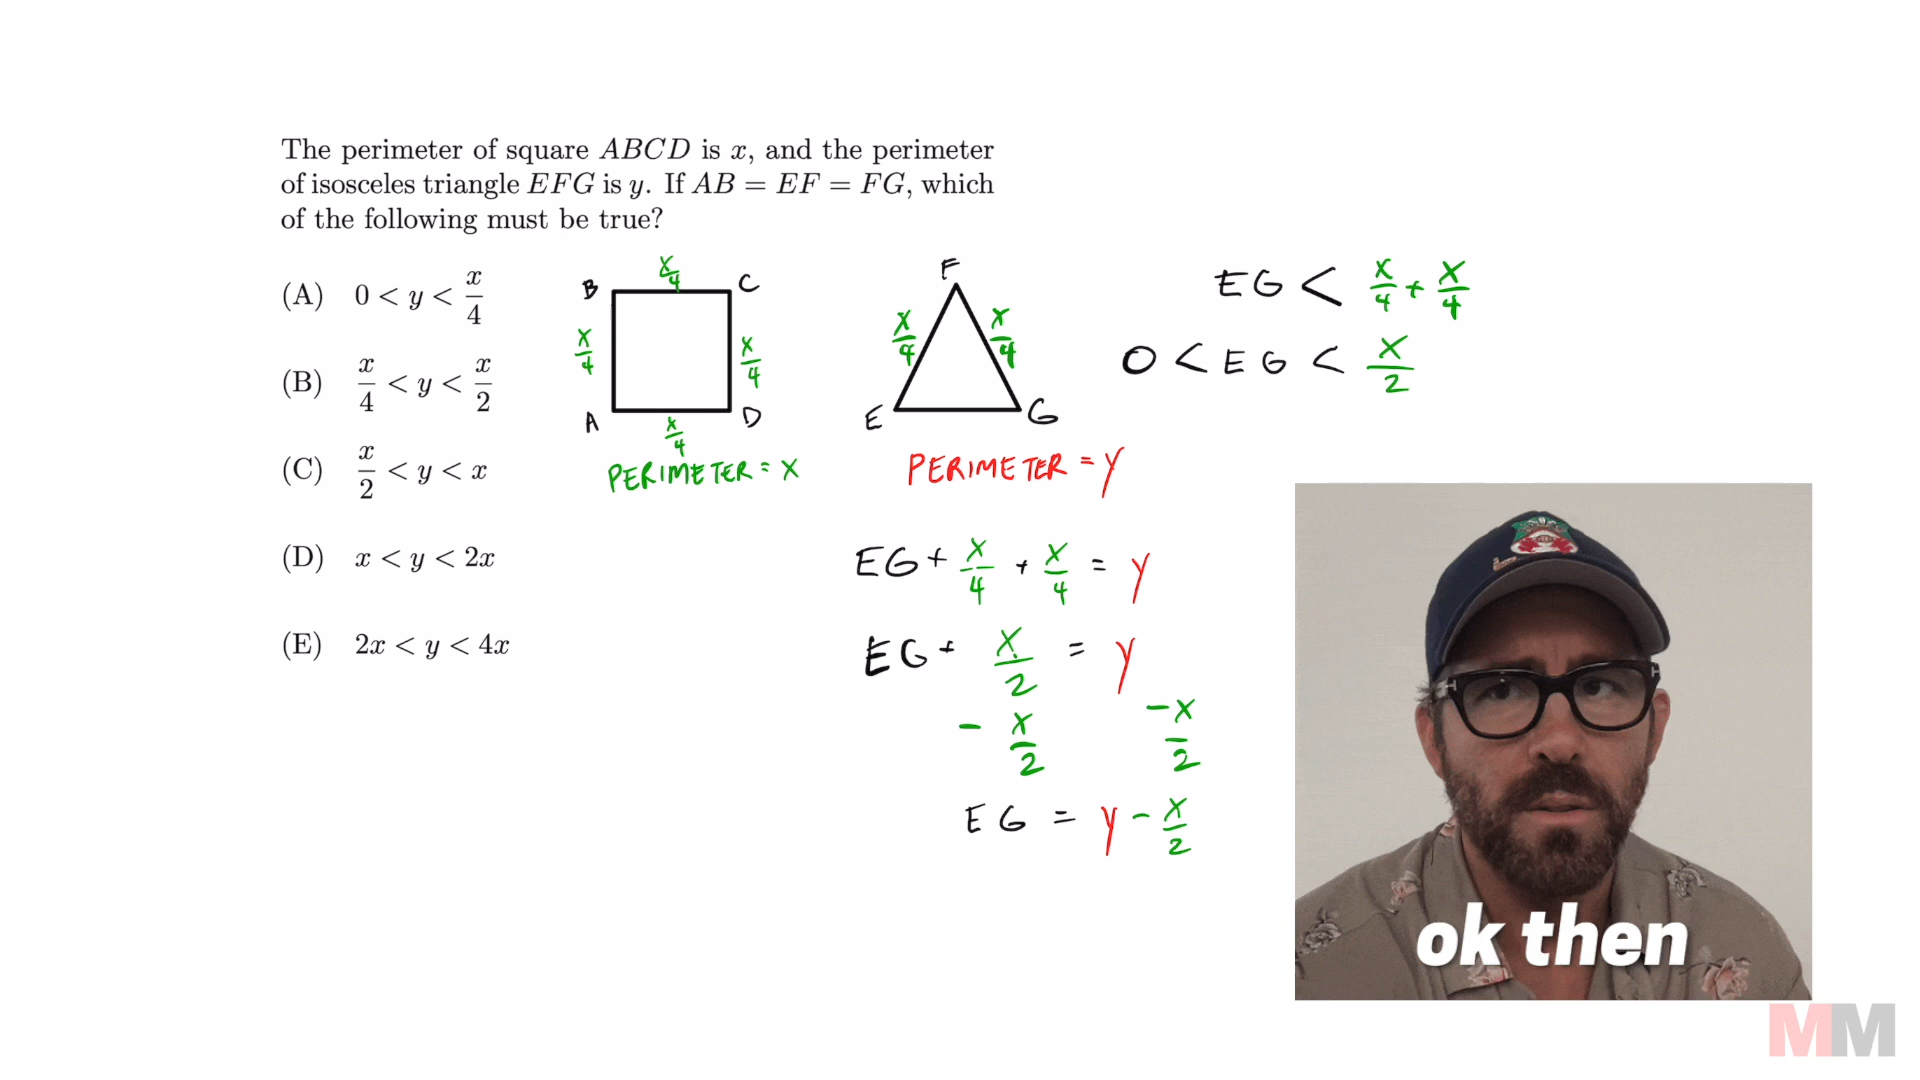 The perimeter of square ABCD is x, and the perimeter
of isosceles triangle EFG is y. If AB = EF = FG, which
of the following must be true?
(A) 0 < y < x/4
(B) x/4 < y < x/2
(C) x/2 < y < x
(D) x < y < 2x
(E) 2x < y < 4x
x/4
B C
x/4 x/4
A D
x/4
PERIMETER = X
F
x/4 x/4
E G
PERIMETER = Y
EG < x/4 + x/4
0 < EG < x/2
EG + x/4 + x/4 = y
EG + x/2 = y
- x/2 - x/2
EG = y - x/2
ok then
MM